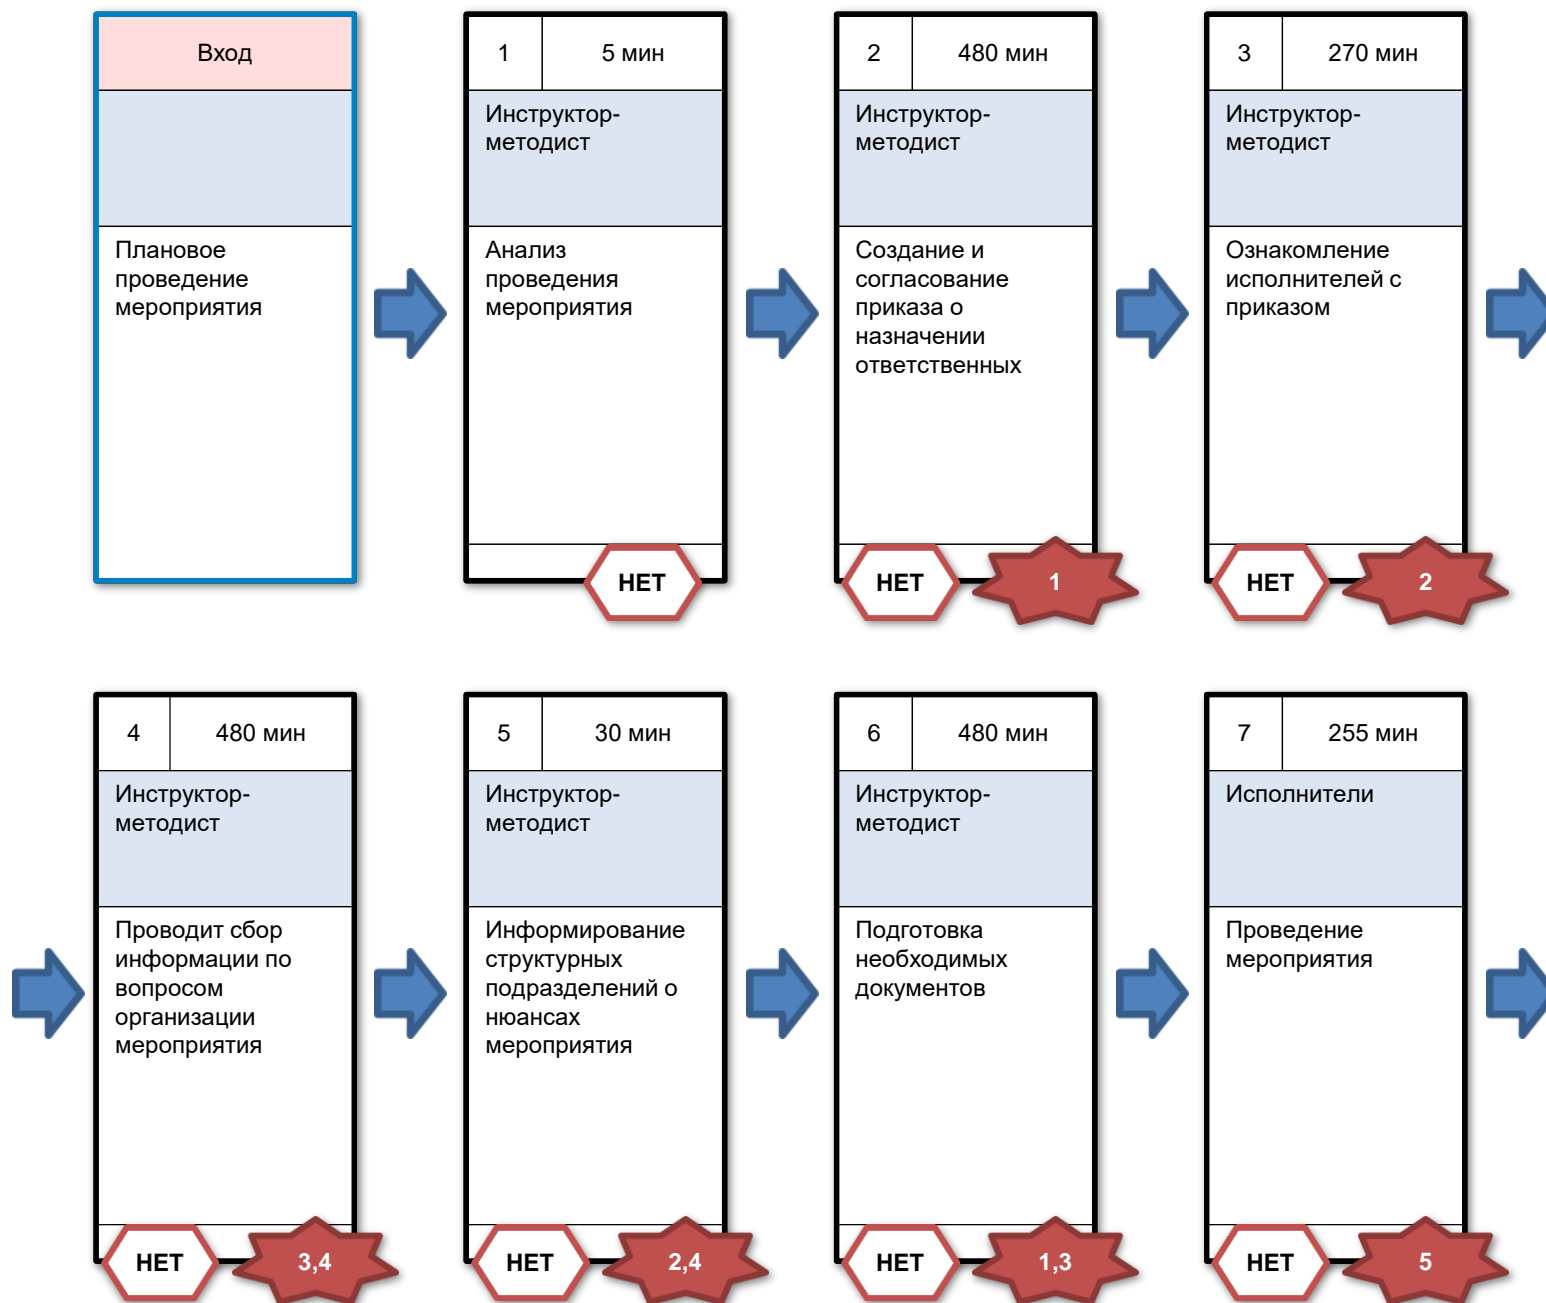 Вход
Плановое
проведение
мероприятия
1
5 мин
Инструктор-
методист
Анализ
проведения
мероприятия
НЕТ
2
480 мин
Инструктор-
методист
Создание и
согласование
приказа о
назначении
ответственных
НЕТ
1
3
270 мин
Инструктор-
методист
Ознакомление
исполнителей с
приказом
НЕТ
2
4
480 мин
Инструктор-
методист
Проводит сбор
информации по
вопросом
организации
мероприятия
НЕТ
3,4
5
30 мин
Инструктор-
методист
Информирование
структурных
подразделений о
нюансах
мероприятия
НЕТ
2,4
6
480 мин
Инструктор-
методист
Подготовка
необходимых
документов
НЕТ
1,3
7
255 мин
Исполнители
Проведение
мероприятия
НЕТ
5